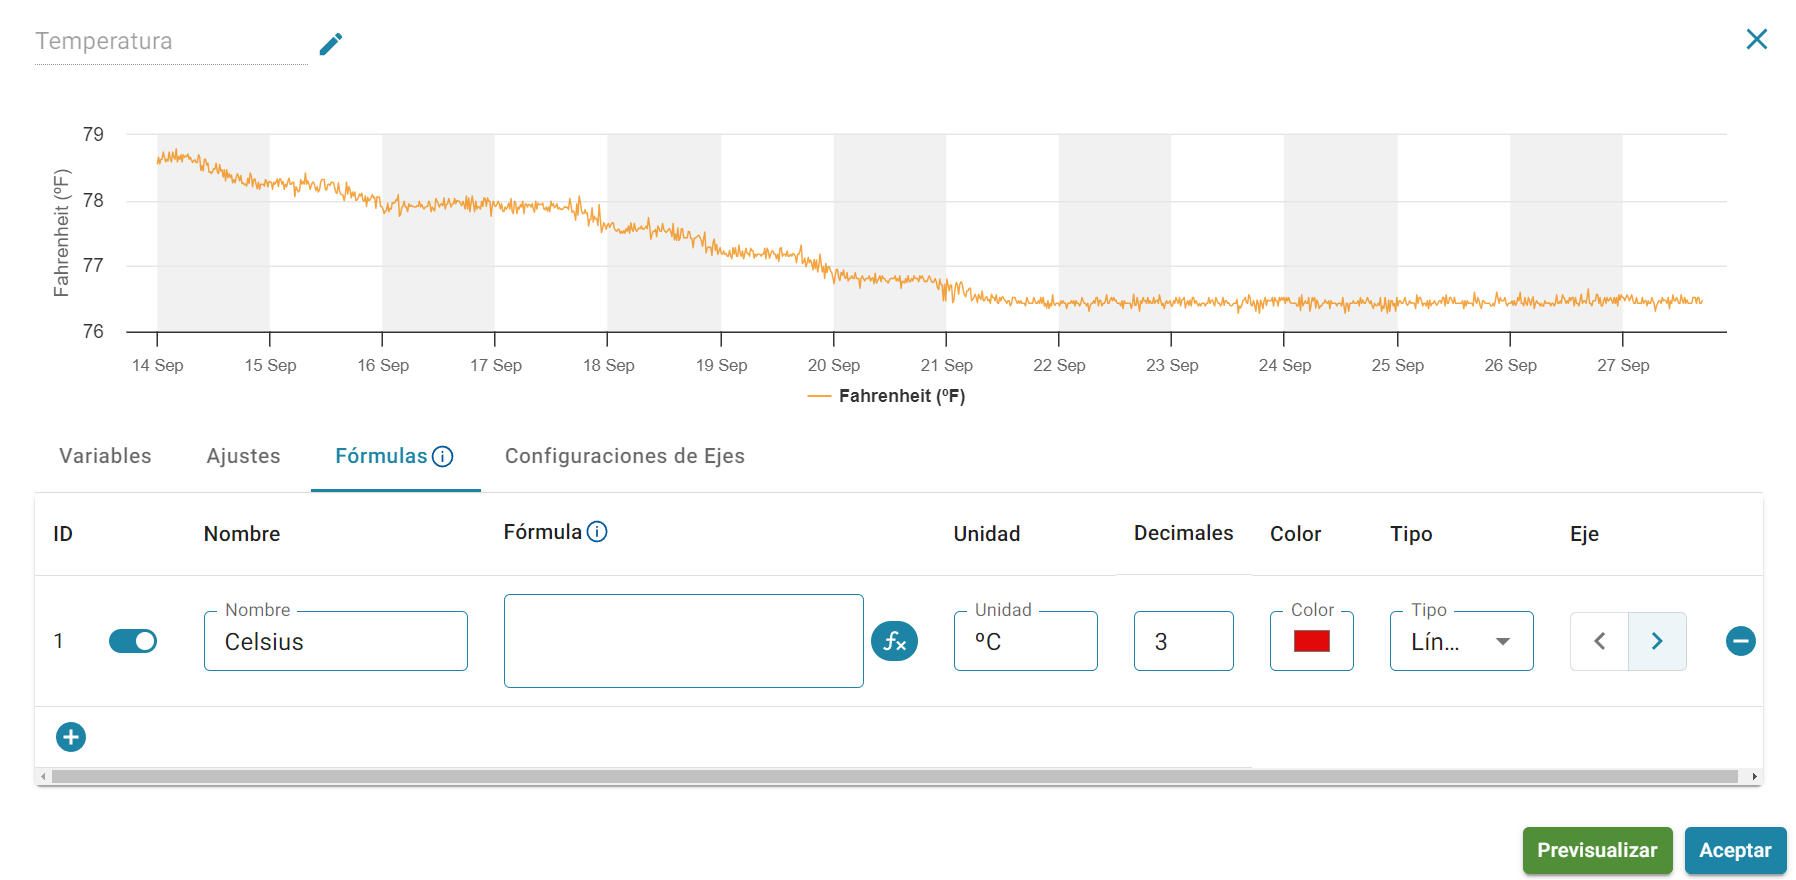 Temperatura
79
78
77
76
Fahrenheit (ºF)
14 Sep 15 Sep 16 Sep 17 Sep 18 Sep 19 Sep 20 Sep 21 Sep 22 Sep 23 Sep 24 Sep 25 Sep 26 Sep 27 Sep
Fahrenheit (ºF)
Variables Ajustes Fórmulas Configuraciones de Ejes
ID Nombre Fórmula Unidad Decimales Color Tipo Eje
Nombre Unidad Color Tipo
1 Celsius fx ºC 3 Lín...
Previsualizar Aceptar